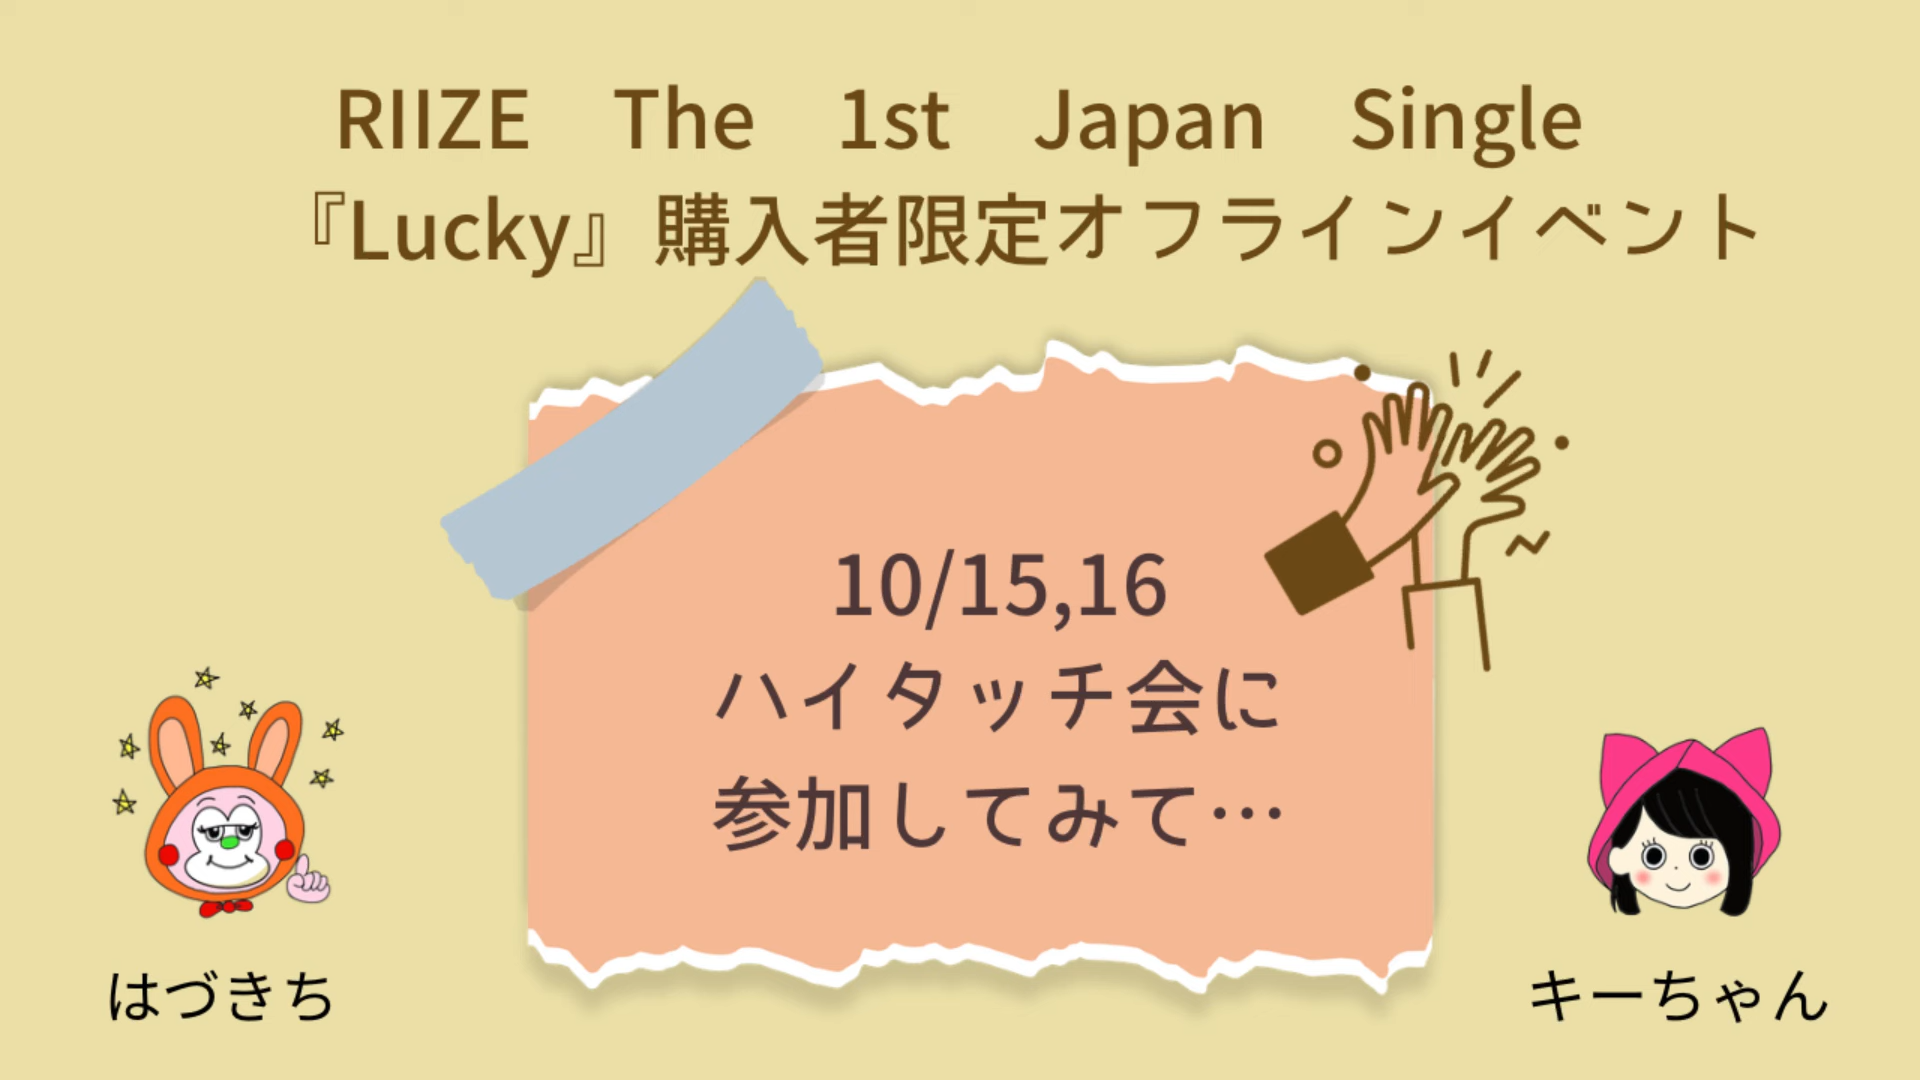 RIIZE　The　1st　Japan　Single
『Lucky』購入者限定オフラインイベント
10/15,16
ハイタッチ会に
参加してみて…
はづきち
キーちゃん